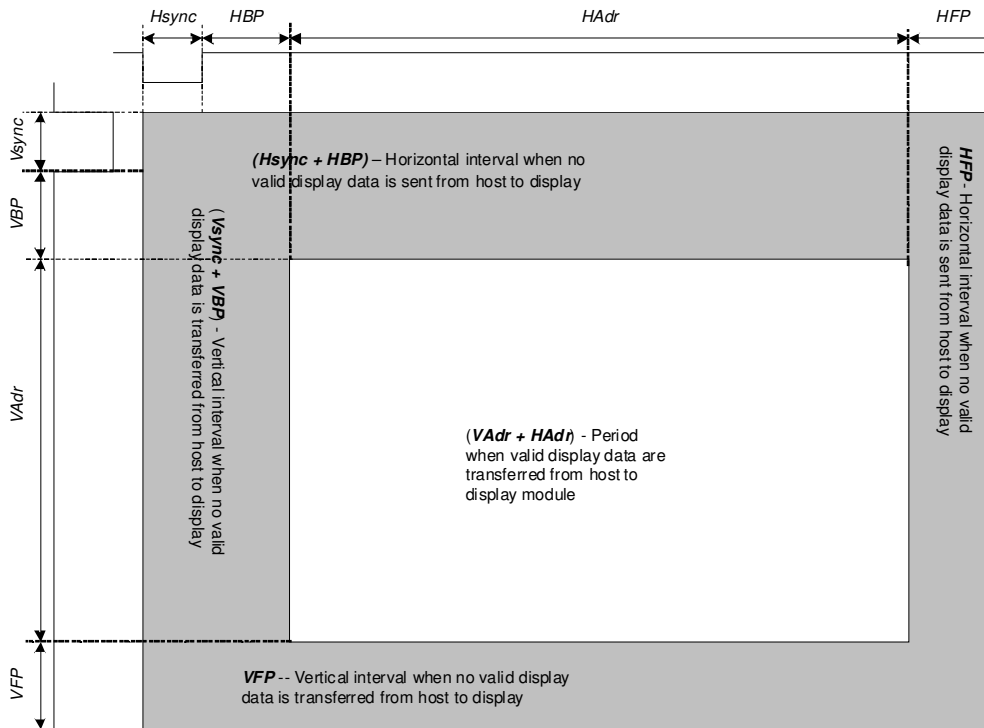 Hsync
HBP
HAdr
HFP
Vsync
VBP
VAdr
VFP
(Hsync + HBP) – Horizontal interval when no
valid display data is sent from host to display
(Vsync + VBP) - Vertical interval when no valid
display data is transferred from host to display
HFP - Horizontal interval when no valid
display data is sent from host to display
(VAdr + HAdr) - Period
when valid display data are
transferred from host to
display module
VFP -- Vertical interval when no valid display
data is transferred from host to display